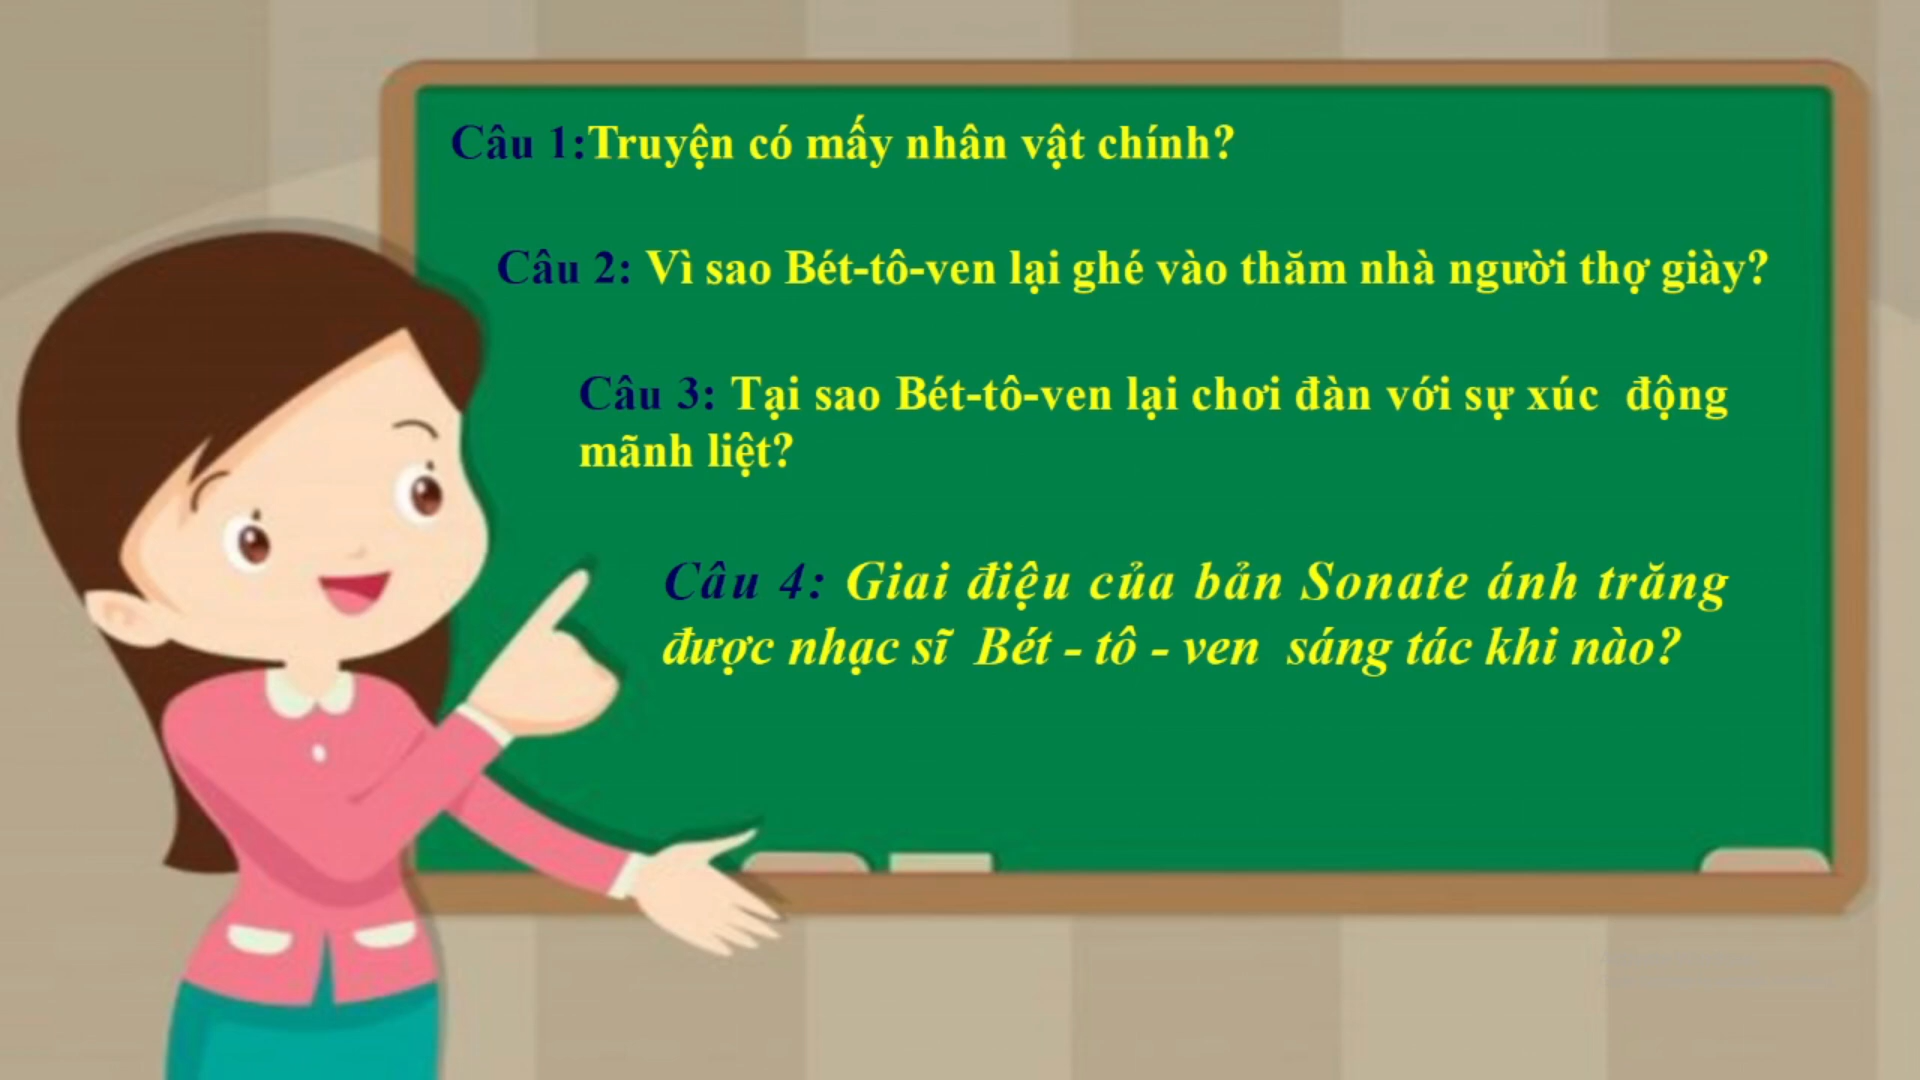 Câu 1:Truyện có mấy nhân vật chính?
Câu 2: Vì sao Bét-tô-ven lại ghé vào thăm nhà người thợ giày?
Câu 3: Tại sao Bét-tô-ven lại chơi đàn với sự xúc động
mãnh liệt?
Câu 4: Giai điệu của bản Sonate ánh trăng
được nhạc sĩ Bét - tô - ven sáng tác khi nào?